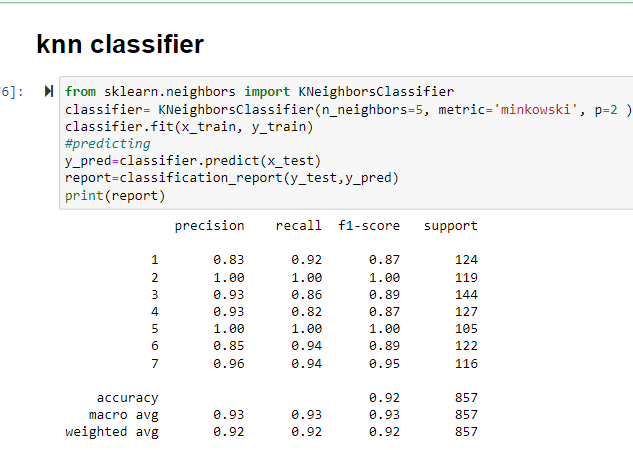 knn classifier
6]:
from sklearn.neighbors import KNeighborsClassifier
classifier= KNeighborsClassifier(n_neighbors=5, metric='minkowski', p=2 )
classifier.fit(x_train, y_train)
#predicting
y_pred=classifier.predict(x_test)
report=classification_report(y_test,y_pred)
print(report)
precision recall f1-score support
1 0.83 0.92 0.87 124
2 1.00 1.00 1.00 119
3 0.93 0.86 0.89 144
4 0.93 0.82 0.87 127
5 1.00 1.00 1.00 105
6 0.85 0.94 0.89 122
7 0.96 0.94 0.95 116
accuracy 0.92 857
macro avg 0.93 0.93 0.93 857
weighted avg 0.92 0.92 0.92 857